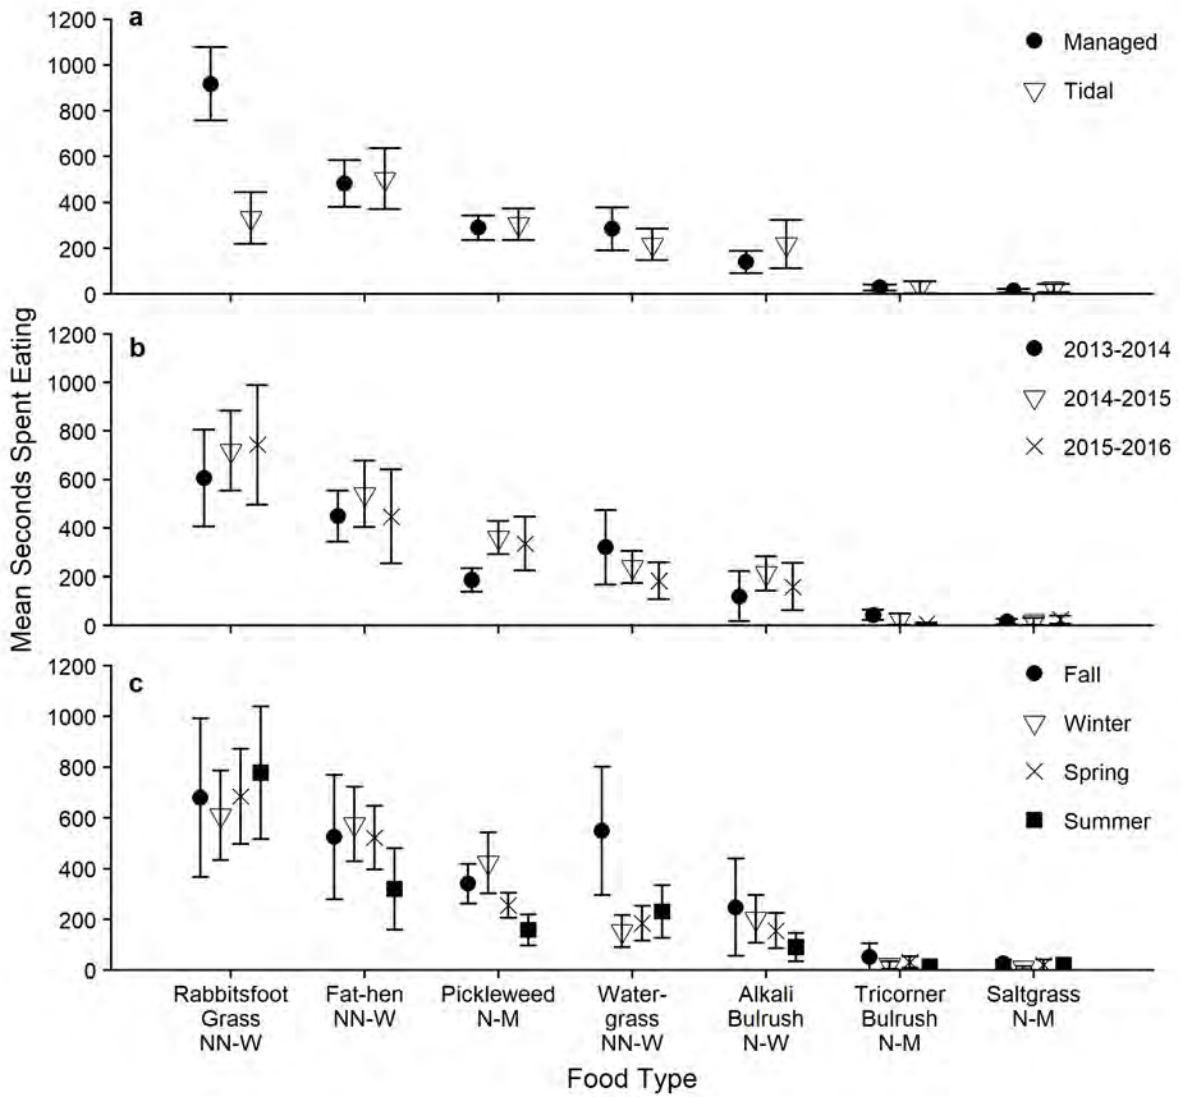 a
1200
1000
800
600
400
200
0
Managed
Tidal
b
1200
1000
800
600
400
200
0
2013-2014
2014-2015
2015-2016
c
1200
1000
800
600
400
200
0
Fall
Winter
Spring
Summer
Mean Seconds Spent Eating
Rabbitsfoot
Grass
NN-W
Fat-hen
NN-W
Pickleweed
N-M
Water-
grass
NN-W
Alkali
Bulrush
N-W
Tricorner
Bulrush
N-M
Saltgrass
N-M
Food Type